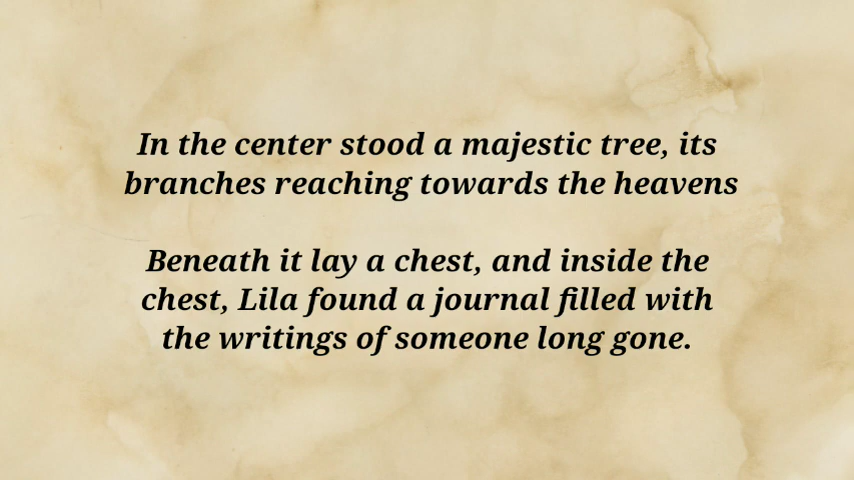 In the center stood a majestic tree, its
branches reaching towards the heavens
Beneath it lay a chest, and inside the
chest, Lila found a journal filled with
the writings of someone long gone.